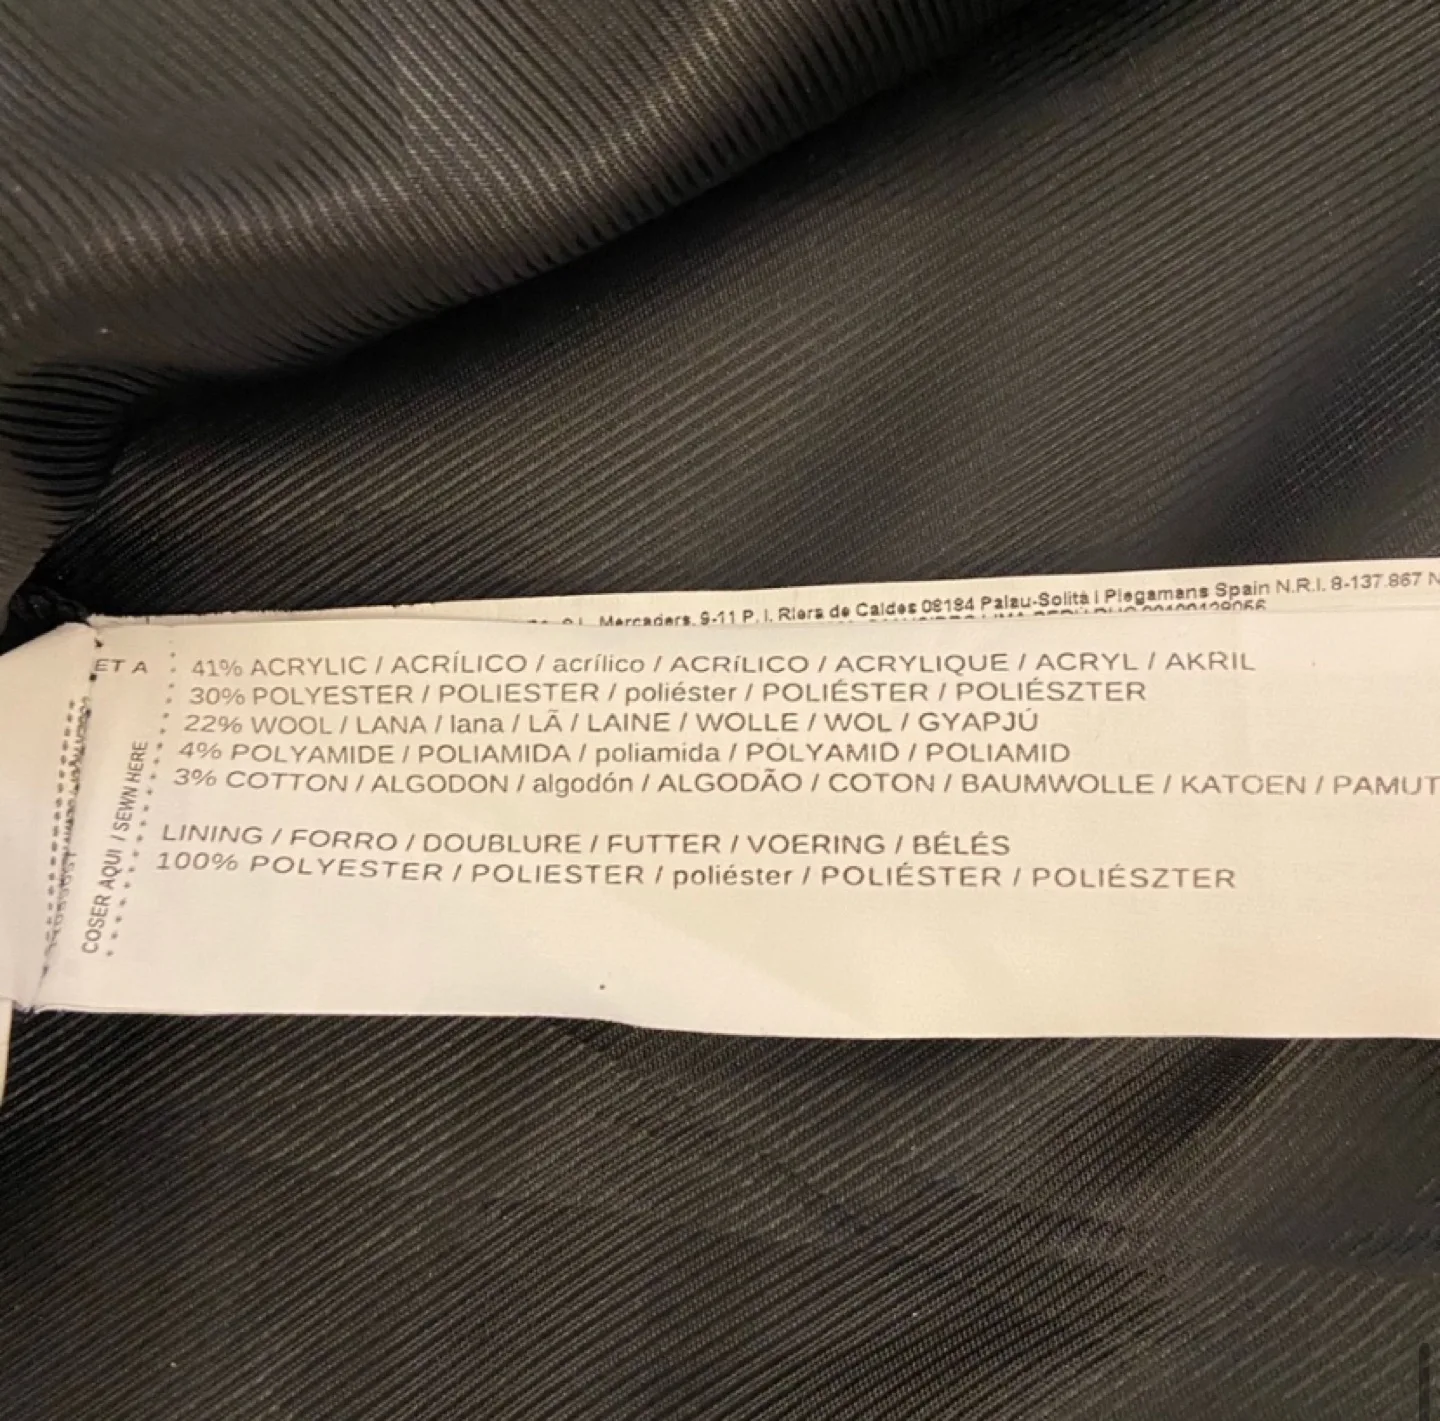 Mercaders, 9-11 P. I. Riera de Caldes 08184 Palau-Solità i Plegamans Spain N.R.I. 8-137.867
ET A
41% ACRYLIC / ACRÍLICO / acrílico / ACRíLICO / ACRYLIQUE / ACRYL / AKRIL
30% POLYESTER / POLIESTER / poliéster / POLIÉSTER / POLIÉSZTER
22% WOOL / LANA / lana / LÃ / LAINE / WOLLE / WOL / GYAPJÚ
4% POLYAMIDE / POLIAMIDA / poliamida / POLYAMID / POLIAMID
3% COTTON / ALGODON / algodón / ALGODÃO / COTON / BAUMWOLLE / KATOEN / PAMUT
LINING / FORRO / DOUBLURE / FUTTER / VOERING / BÉLÉS
100% POLYESTER / POLIESTER / poliéster / POLIÉSTER / POLIÉSZTER
COSER AQUI / SEWN HERE